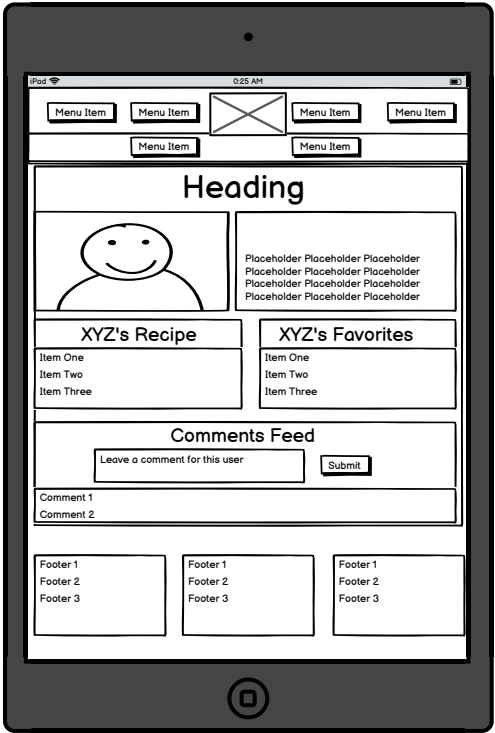 iPad 0:25 AM
Menu Item Menu Item Menu Item Menu Item
Menu Item Menu Item
Heading
Placeholder Placeholder Placeholder
Placeholder Placeholder Placeholder
Placeholder Placeholder Placeholder
Placeholder Placeholder Placeholder
XYZ's Recipe
Item One
Item Two
Item Three
XYZ's Favorites
Item One
Item Two
Item Three
Comments Feed
Leave a comment for this user
Submit
Comment 1
Comment 2
Footer 1
Footer 2
Footer 3
Footer 1
Footer 2
Footer 3
Footer 1
Footer 2
Footer 3